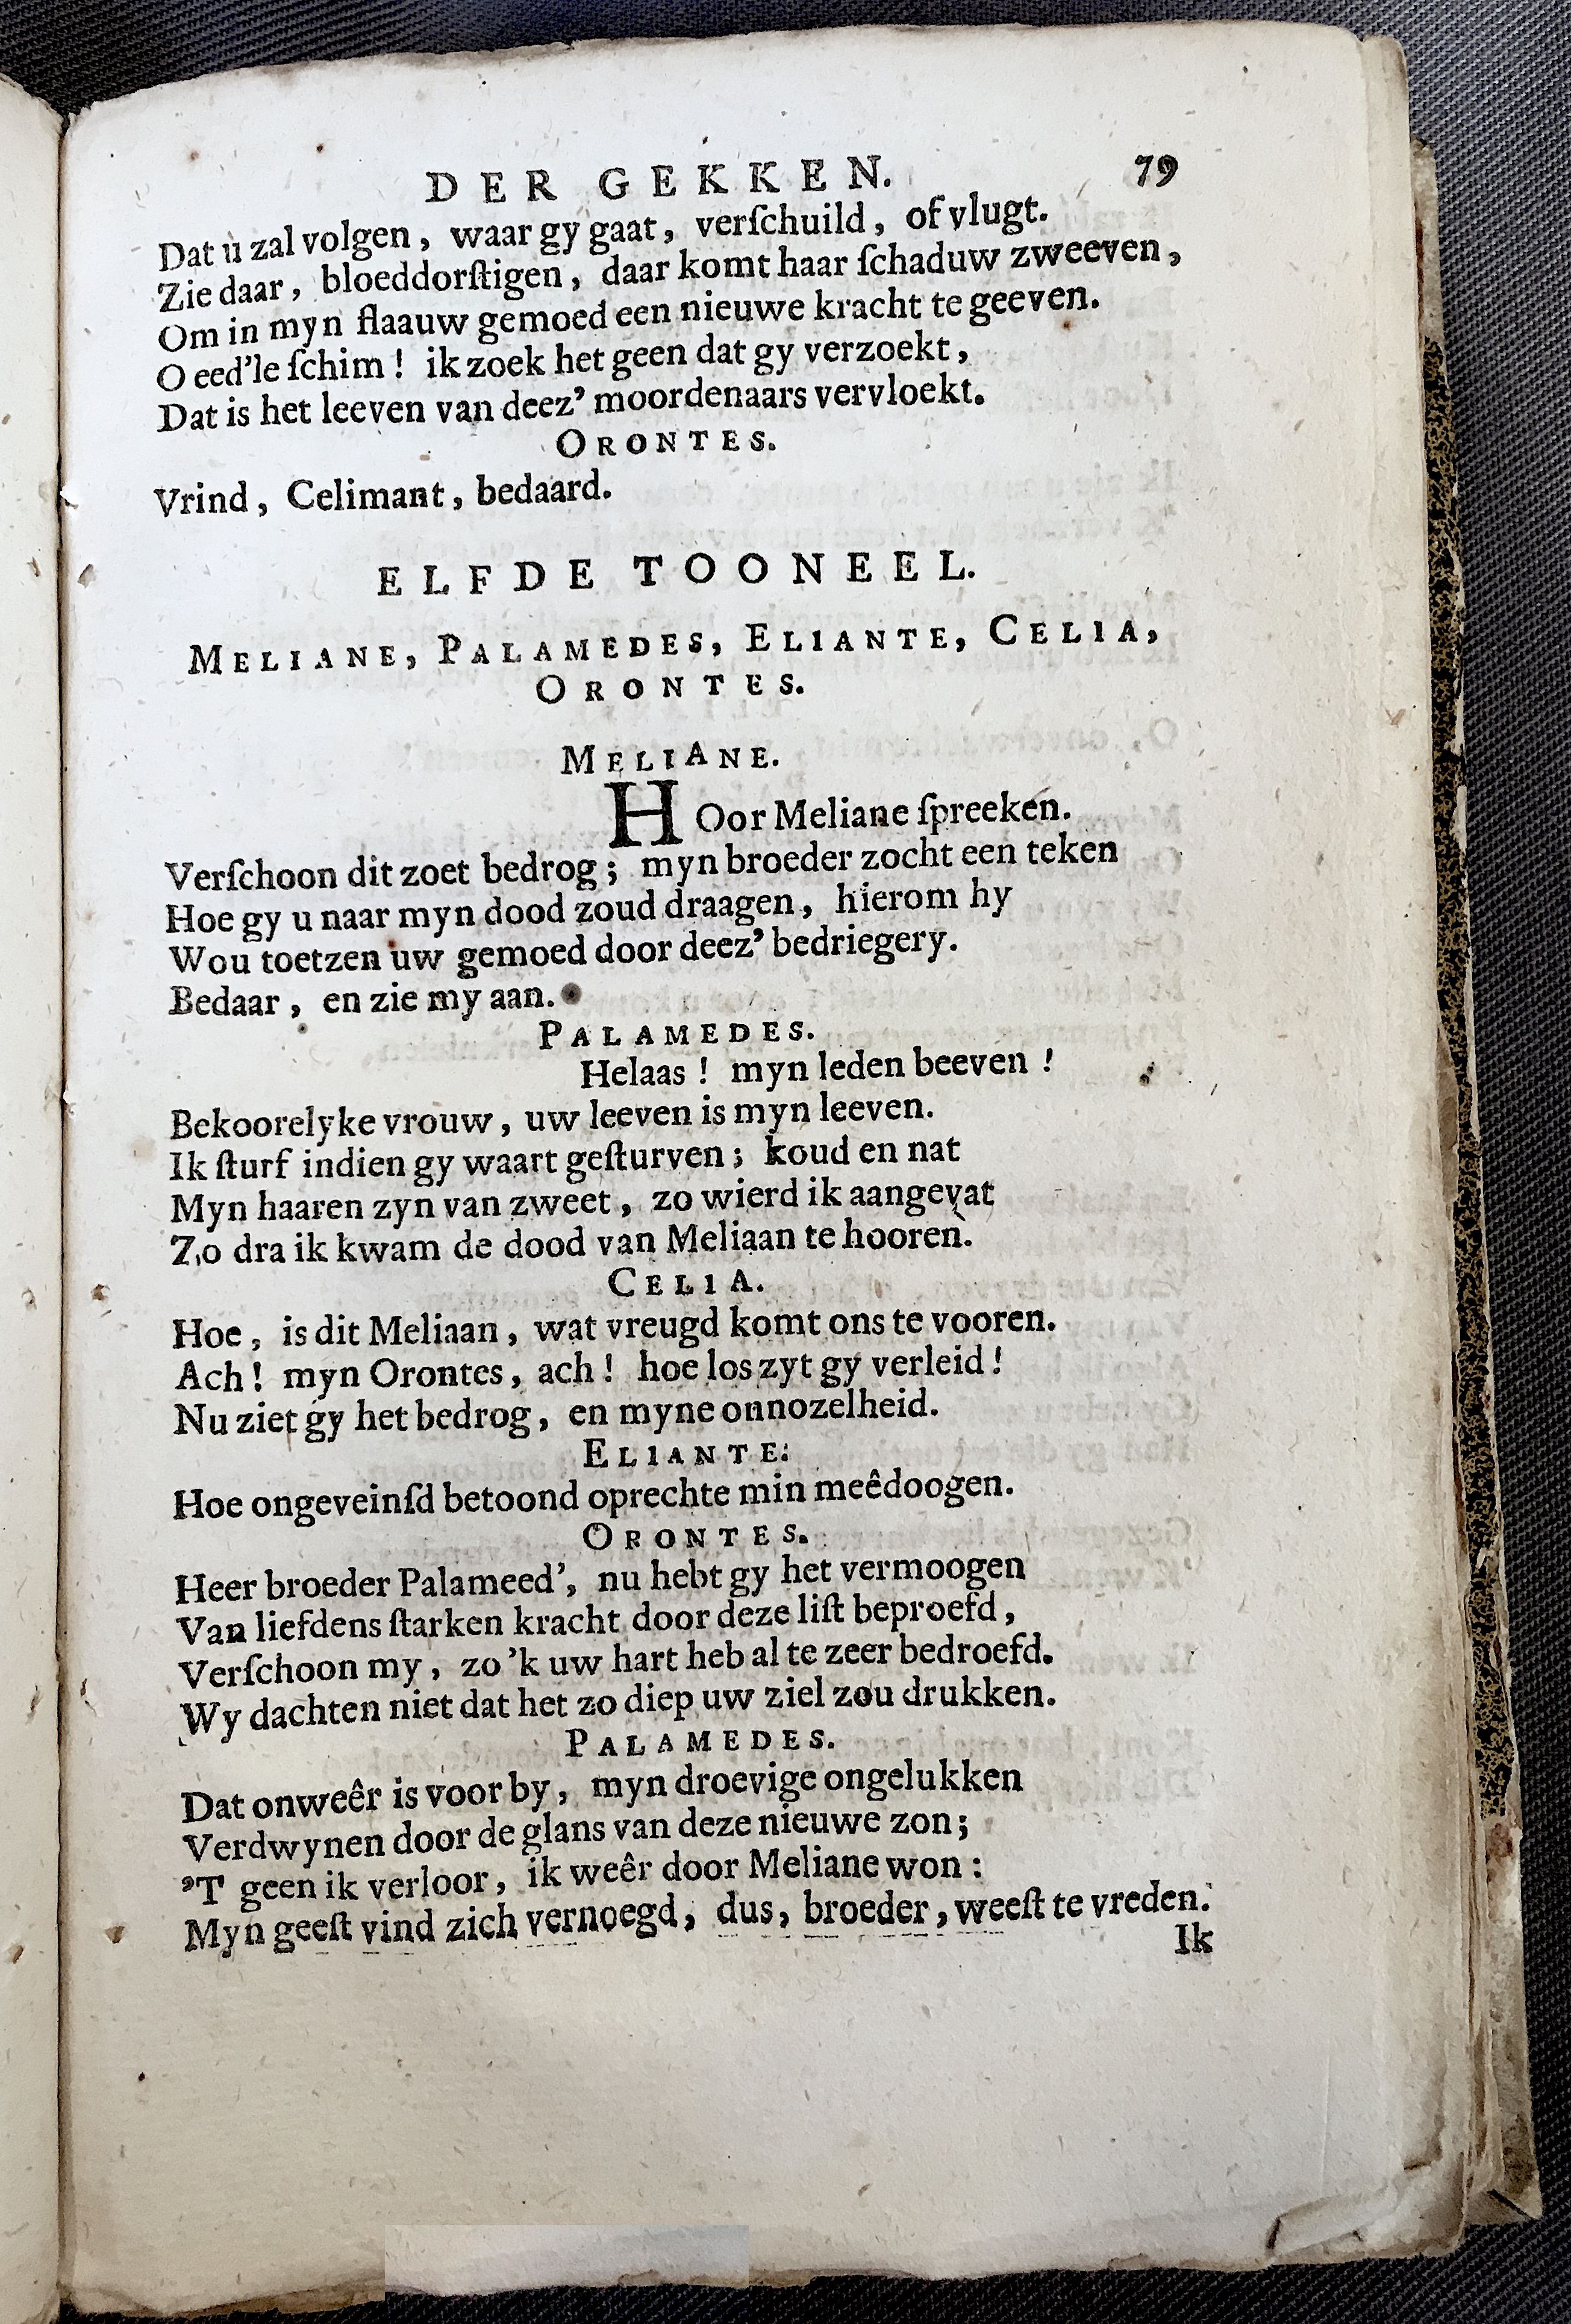 DER GEKKEN. 79
Dat u zal volgen, waar gy gaat, verſchuild, of vlugt.
Zie daar, bloeddorſtigen, daar komt haar ſchaduw zweeven,
Om in myn flaauw gemoed een nieuwe kracht te geeven.
O eed'le ſchim! ik zoek het geen dat gy verzoekt,
Dat is het leeven van deez' moordenaars vervloekt.
ORONTES.
Vrind, Celimant, bedaard.
ELFDE TOONEEL.
MELIANE, PALAMEDES, ELIANTE, CELIA,
ORONTES.
MELIANE.
HOor Meliane ſpreeken.
Verſchoon dit zoet bedrog; myn broeder zocht een teken
Hoe gy u naar myn dood zoud draagen, hierom hy
Wou toetzen uw gemoed door deez' bedriegery.
Bedaar, en zie my aan.
PALAMEDES.
Helaas! myn leden beeven!
Bekoorelyke vrouw, uw leeven is myn leeven.
Ik ſturf indien gy waart geſturven; koud en nat
Myn haaren zyn van zweet, zo wierd ik aangevat
Zo dra ik kwam de dood van Meliaan te hooren.
CELIA.
Hoe, is dit Meliaan, wat vreugd komt ons te vooren.
Ach! myn Orontes, ach! hoe los zyt gy verleid!
Nu ziet gy het bedrog, en myne onnozelheid.
ELIANTE:
Hoe ongeveinſd betoond oprechte min meêdoogen.
ORONTES.
Heer broeder Palameed', nu hebt gy het vermoogen
Van liefdens ſtarken kracht door deze liſt beproefd,
Verſchoon my, zo 'k uw hart heb al te zeer bedroefd.
Wy dachten niet dat het zo diep uw ziel zou drukken.
PALAMEDES.
Dat onweêr is voor by, myn droevige ongelukken
Verdwynen door de glans van deze nieuwe zon;
'T geen ik verloor, ik weêr door Meliane won:
Myn geeſt vind zich vernoegd, dus, broeder, weeſt te vreden.
Ik